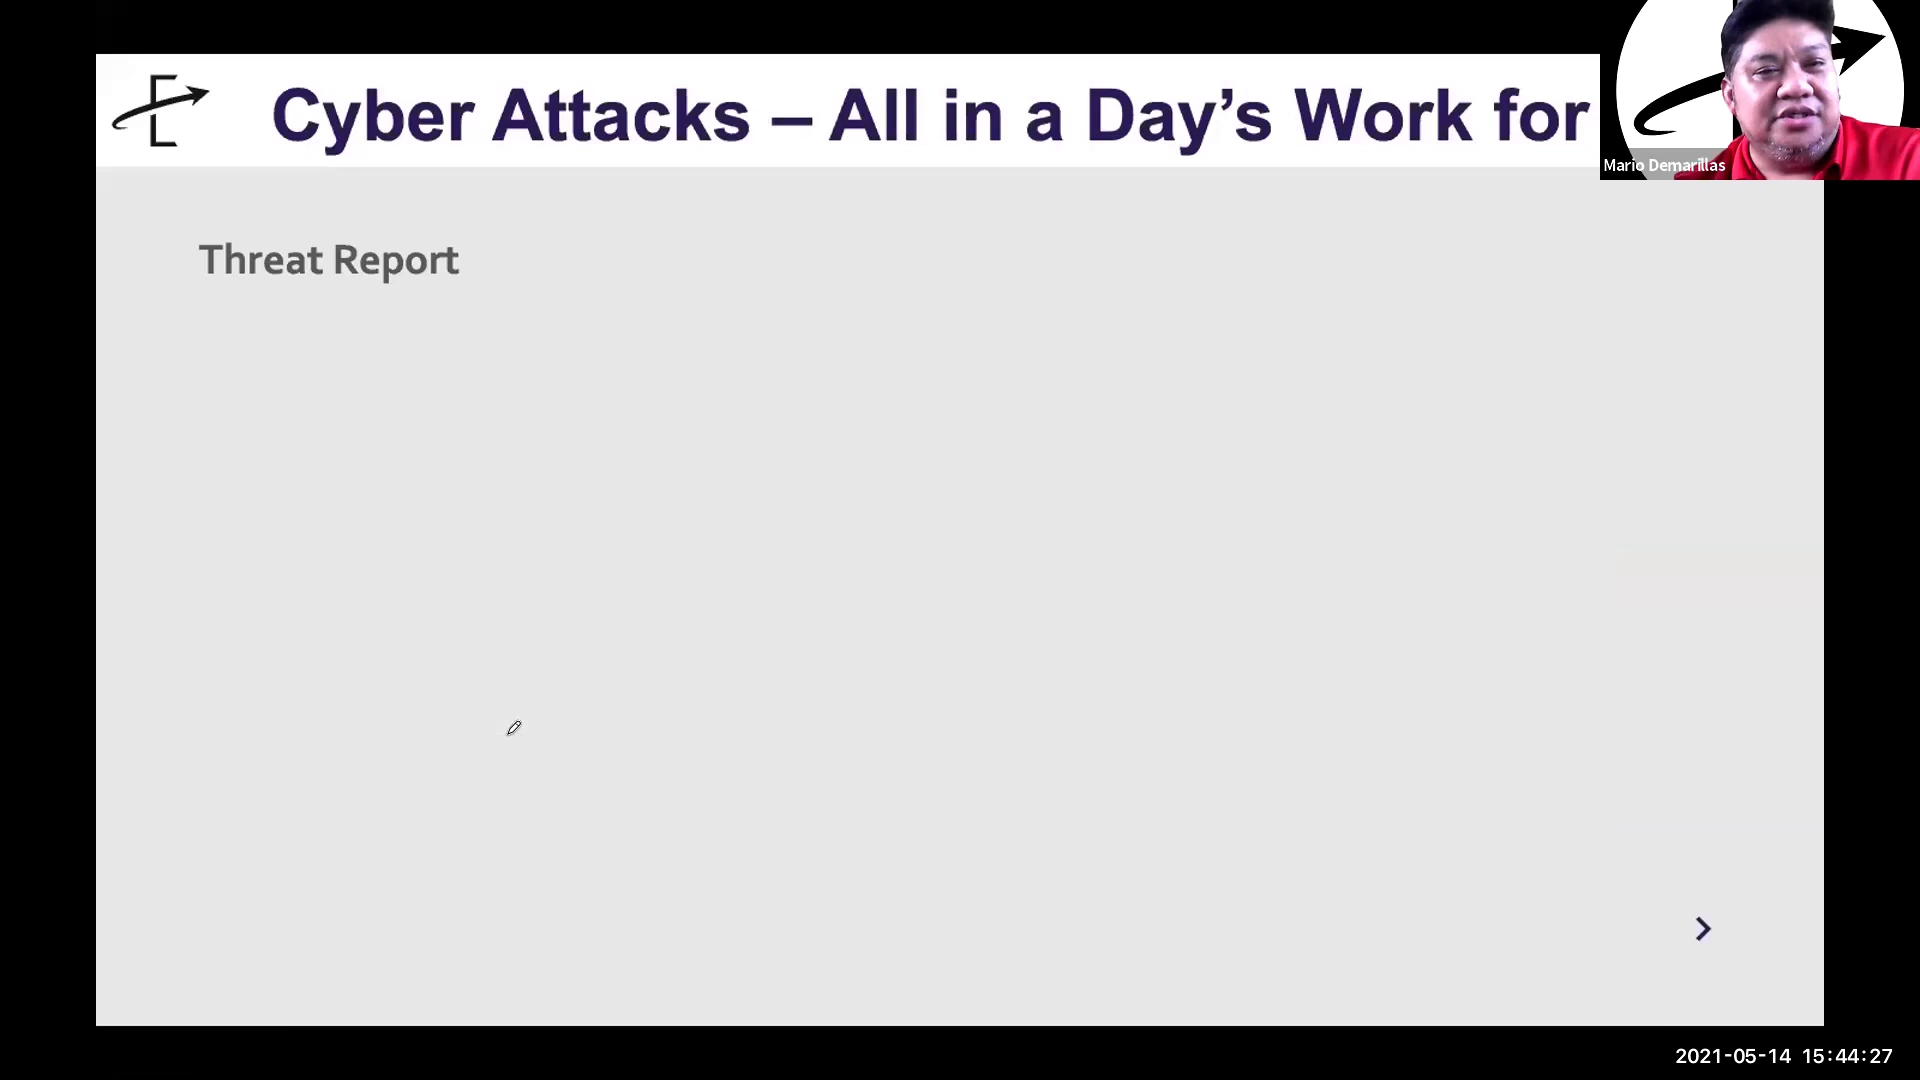 Cyber Attacks – All in a Day’s Work for
Mario Demarillas
Threat Report
2021-05-14 15:44:27